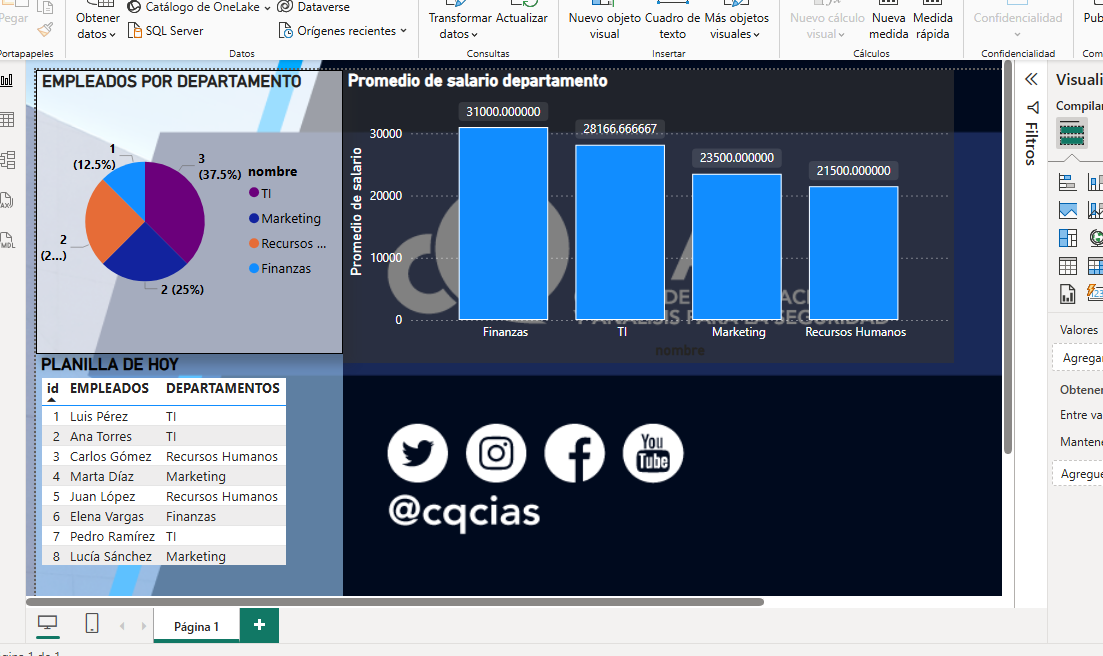 Pegar
Obtener
datos
Catálogo de OneLake
SQL Server
Dataverse
Orígenes recientes
Transformar
datos
Actualizar
Nuevo objeto
visual
Cuadro de
texto
Más objetos
visuales
Nuevo cálculo
visual
Nueva
medida
Medida
rápida
Confidencialidad
Pub
Portapapeles
Datos
Consultas
Insertar
Cálculos
Confidencialidad
Com
EMPLEADOS POR DEPARTAMENTO
1
(12.5%)
3
(37.5%)
2
(2...)
2 (25%)
nombre
TI
Marketing
Recursos ...
Finanzas
Promedio de salario departamento
Promedio de salario
30000
20000
10000
0
31000.000000
28166.666667
23500.000000
21500.000000
Finanzas
TI
Marketing
Recursos Humanos
nombre
Y ANÁLISIS PARA LA SEGURIDAD
PLANILLA DE HOY
id EMPLEADOS DEPARTAMENTOS
1 Luis Pérez TI
2 Ana Torres TI
3 Carlos Gómez Recursos Humanos
4 Marta Díaz Marketing
5 Juan López Recursos Humanos
6 Elena Vargas Finanzas
7 Pedro Ramírez TI
8 Lucía Sánchez Marketing
You
Tube
@cqcias
Filtros
Visuali
Compilar
Valores
Agregar
Obtener
Entre va
Mantene
Agregue
Página 1